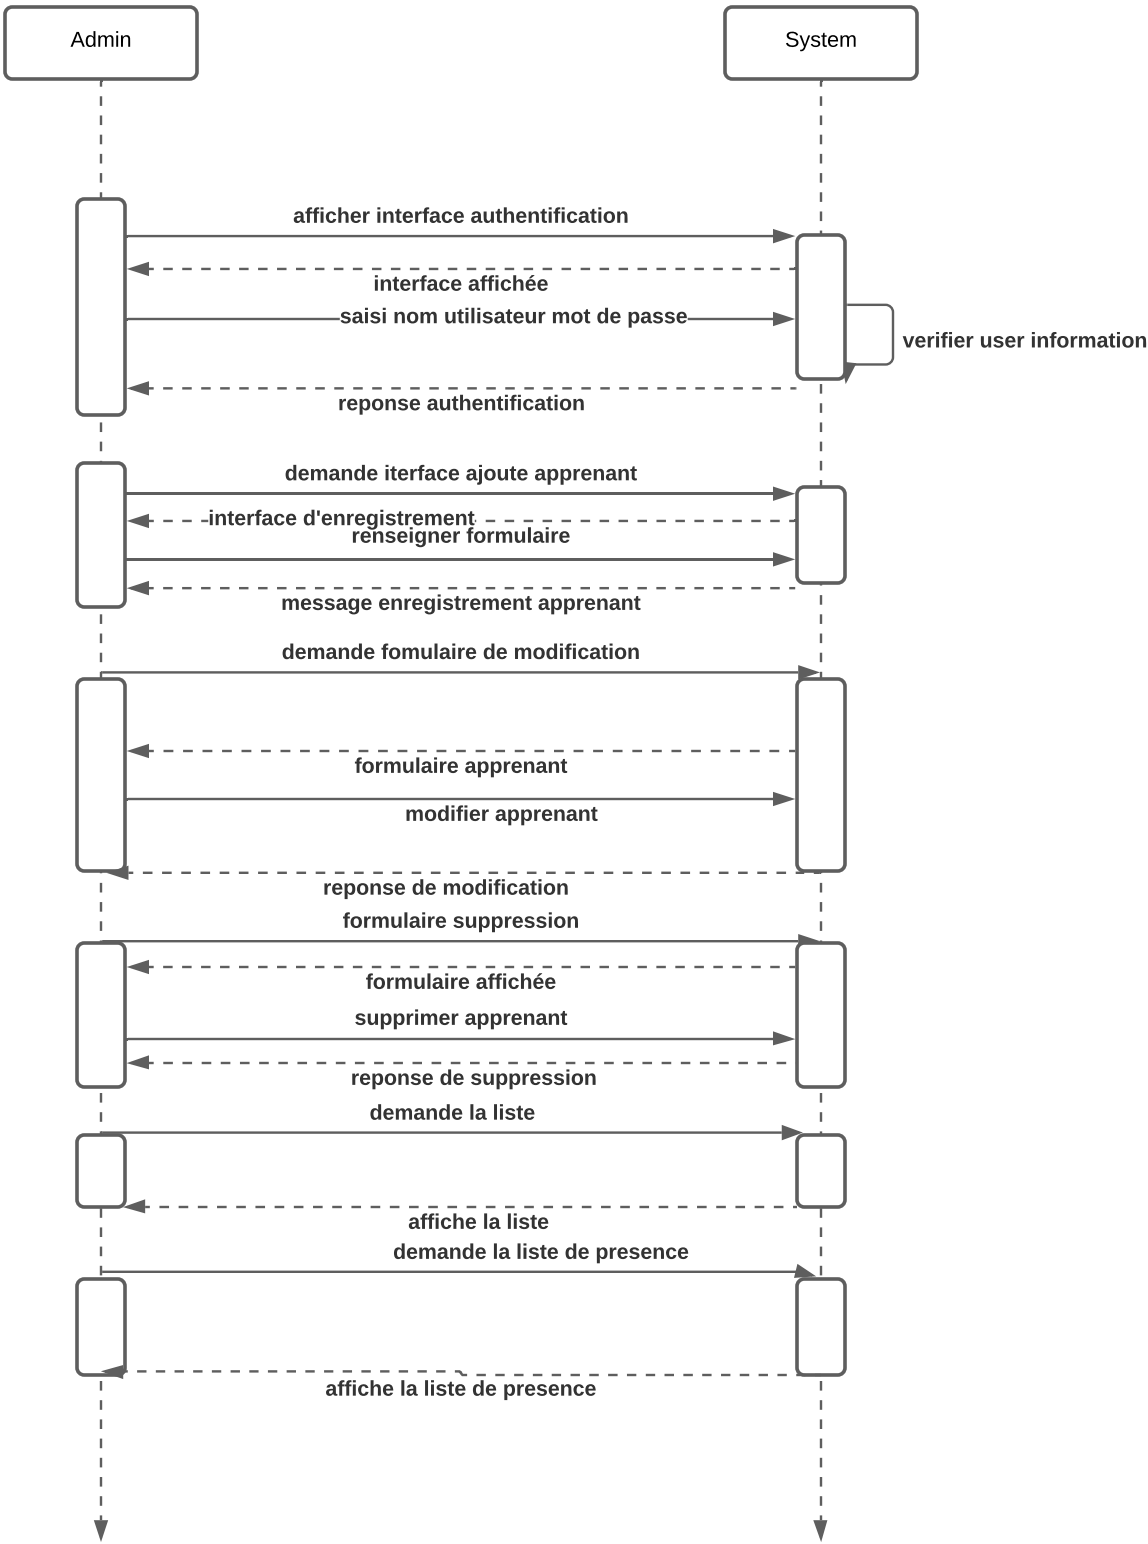 Admin
System
afficher interface authentification
interface affichée
saisi nom utilisateur mot de passe
verifier user information
reponse authentification
demande iterface ajoute apprenant
interface d'enregistrement
renseigner formulaire
message enregistrement apprenant
demande fomulaire de modification
formulaire apprenant
modifier apprenant
reponse de modification
formulaire suppression
formulaire affichée
supprimer apprenant
reponse de suppression
demande la liste
affiche la liste
demande la liste de presence
affiche la liste de presence